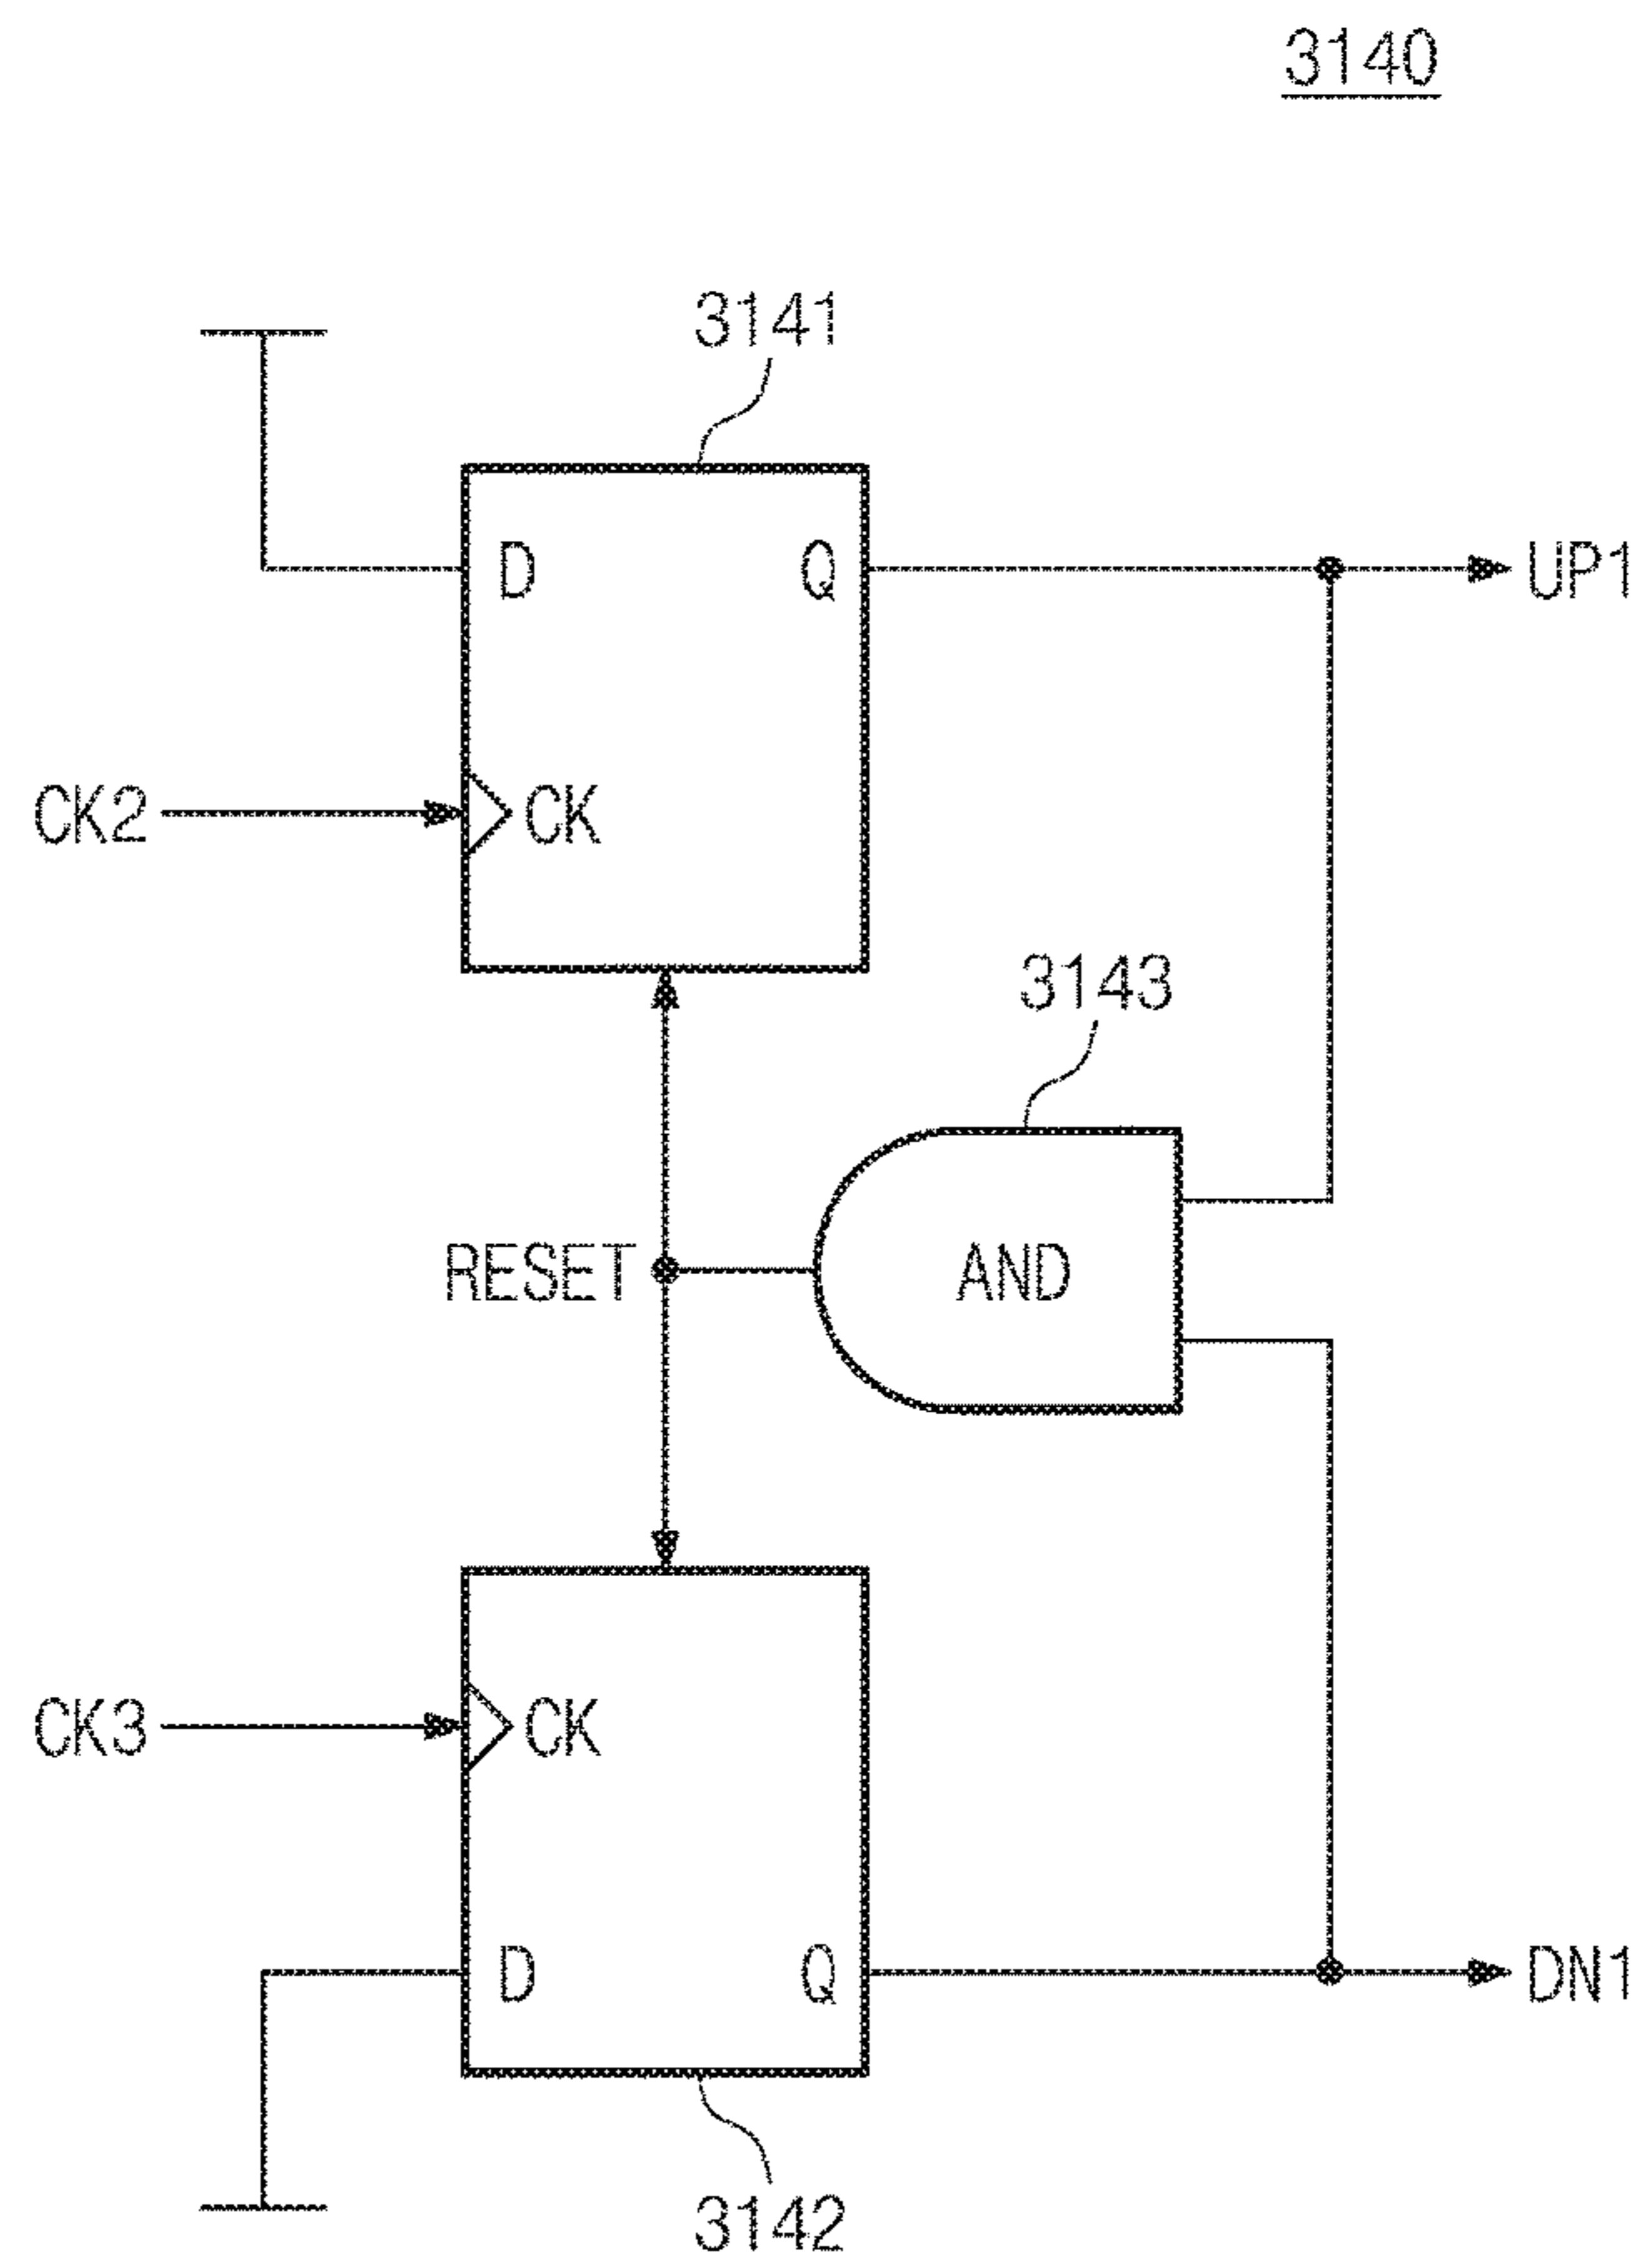 3140
3141
D Q
UP1
CK2
CK
3143
RESET
AND
CK3
CK
D Q
DN1
3142